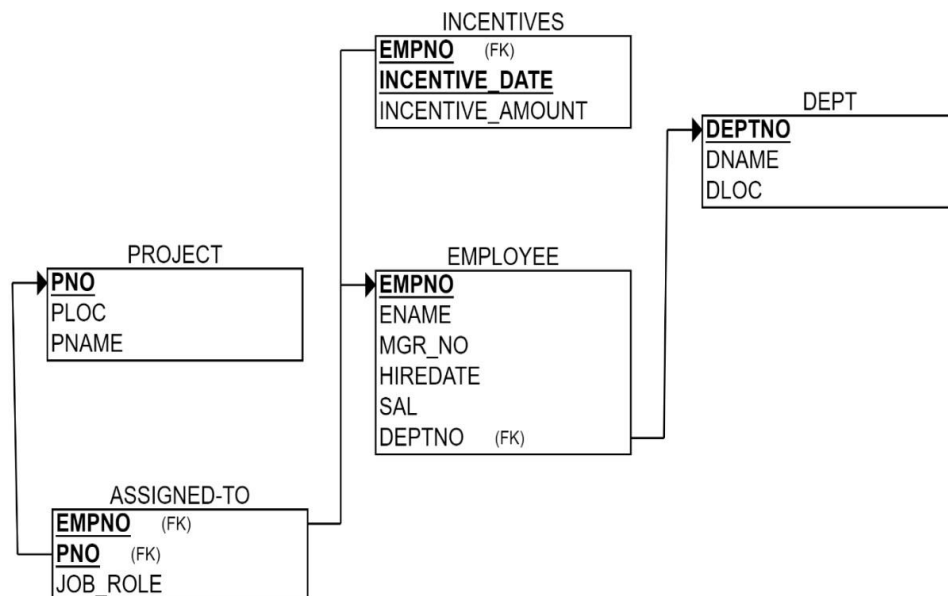 INCENTIVES
EMPNO (FK)
INCENTIVE_DATE
INCENTIVE_AMOUNT
DEPT
DEPTNO
DNAME
DLOC
PROJECT
PNO
PLOC
PNAME
EMPLOYEE
EMPNO
ENAME
MGR_NO
HIREDATE
SAL
DEPTNO (FK)
ASSIGNED-TO
EMPNO (FK)
PNO (FK)
JOB_ROLE